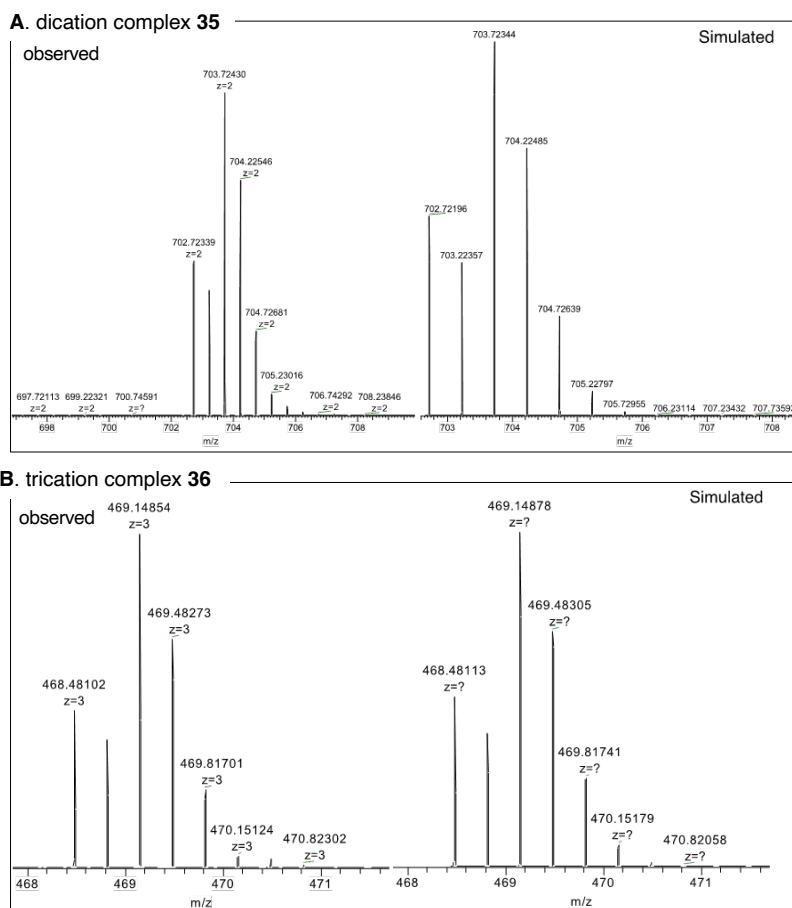 A. dication complex 35
observed
Simulated
703.72430
z=2
704.22546
z=2
702.72339
z=2
704.72681
z=2
705.23016
z=2
697.72113
z=2
699.22321
z=2
700.74591
z=?
706.74292
z=2
708.23846
z=2
698 700 702 704 706 708
m/z
703.72344
704.22485
702.72196
703.22357
704.72639
705.22797
705.72955
706.23114
707.23432
703 704 705 706 707 708
m/z
B. trication complex 36
observed
Simulated
469.14854
z=3
469.48273
z=3
468.48102
z=3
469.81701
z=3
470.15124
z=3
470.82302
z=3
468 469 470 471
m/z
469.14878
z=?
469.48305
z=?
468.48113
z=?
469.81741
z=?
470.15179
z=?
470.82058
z=?
468 469 470 471
m/z